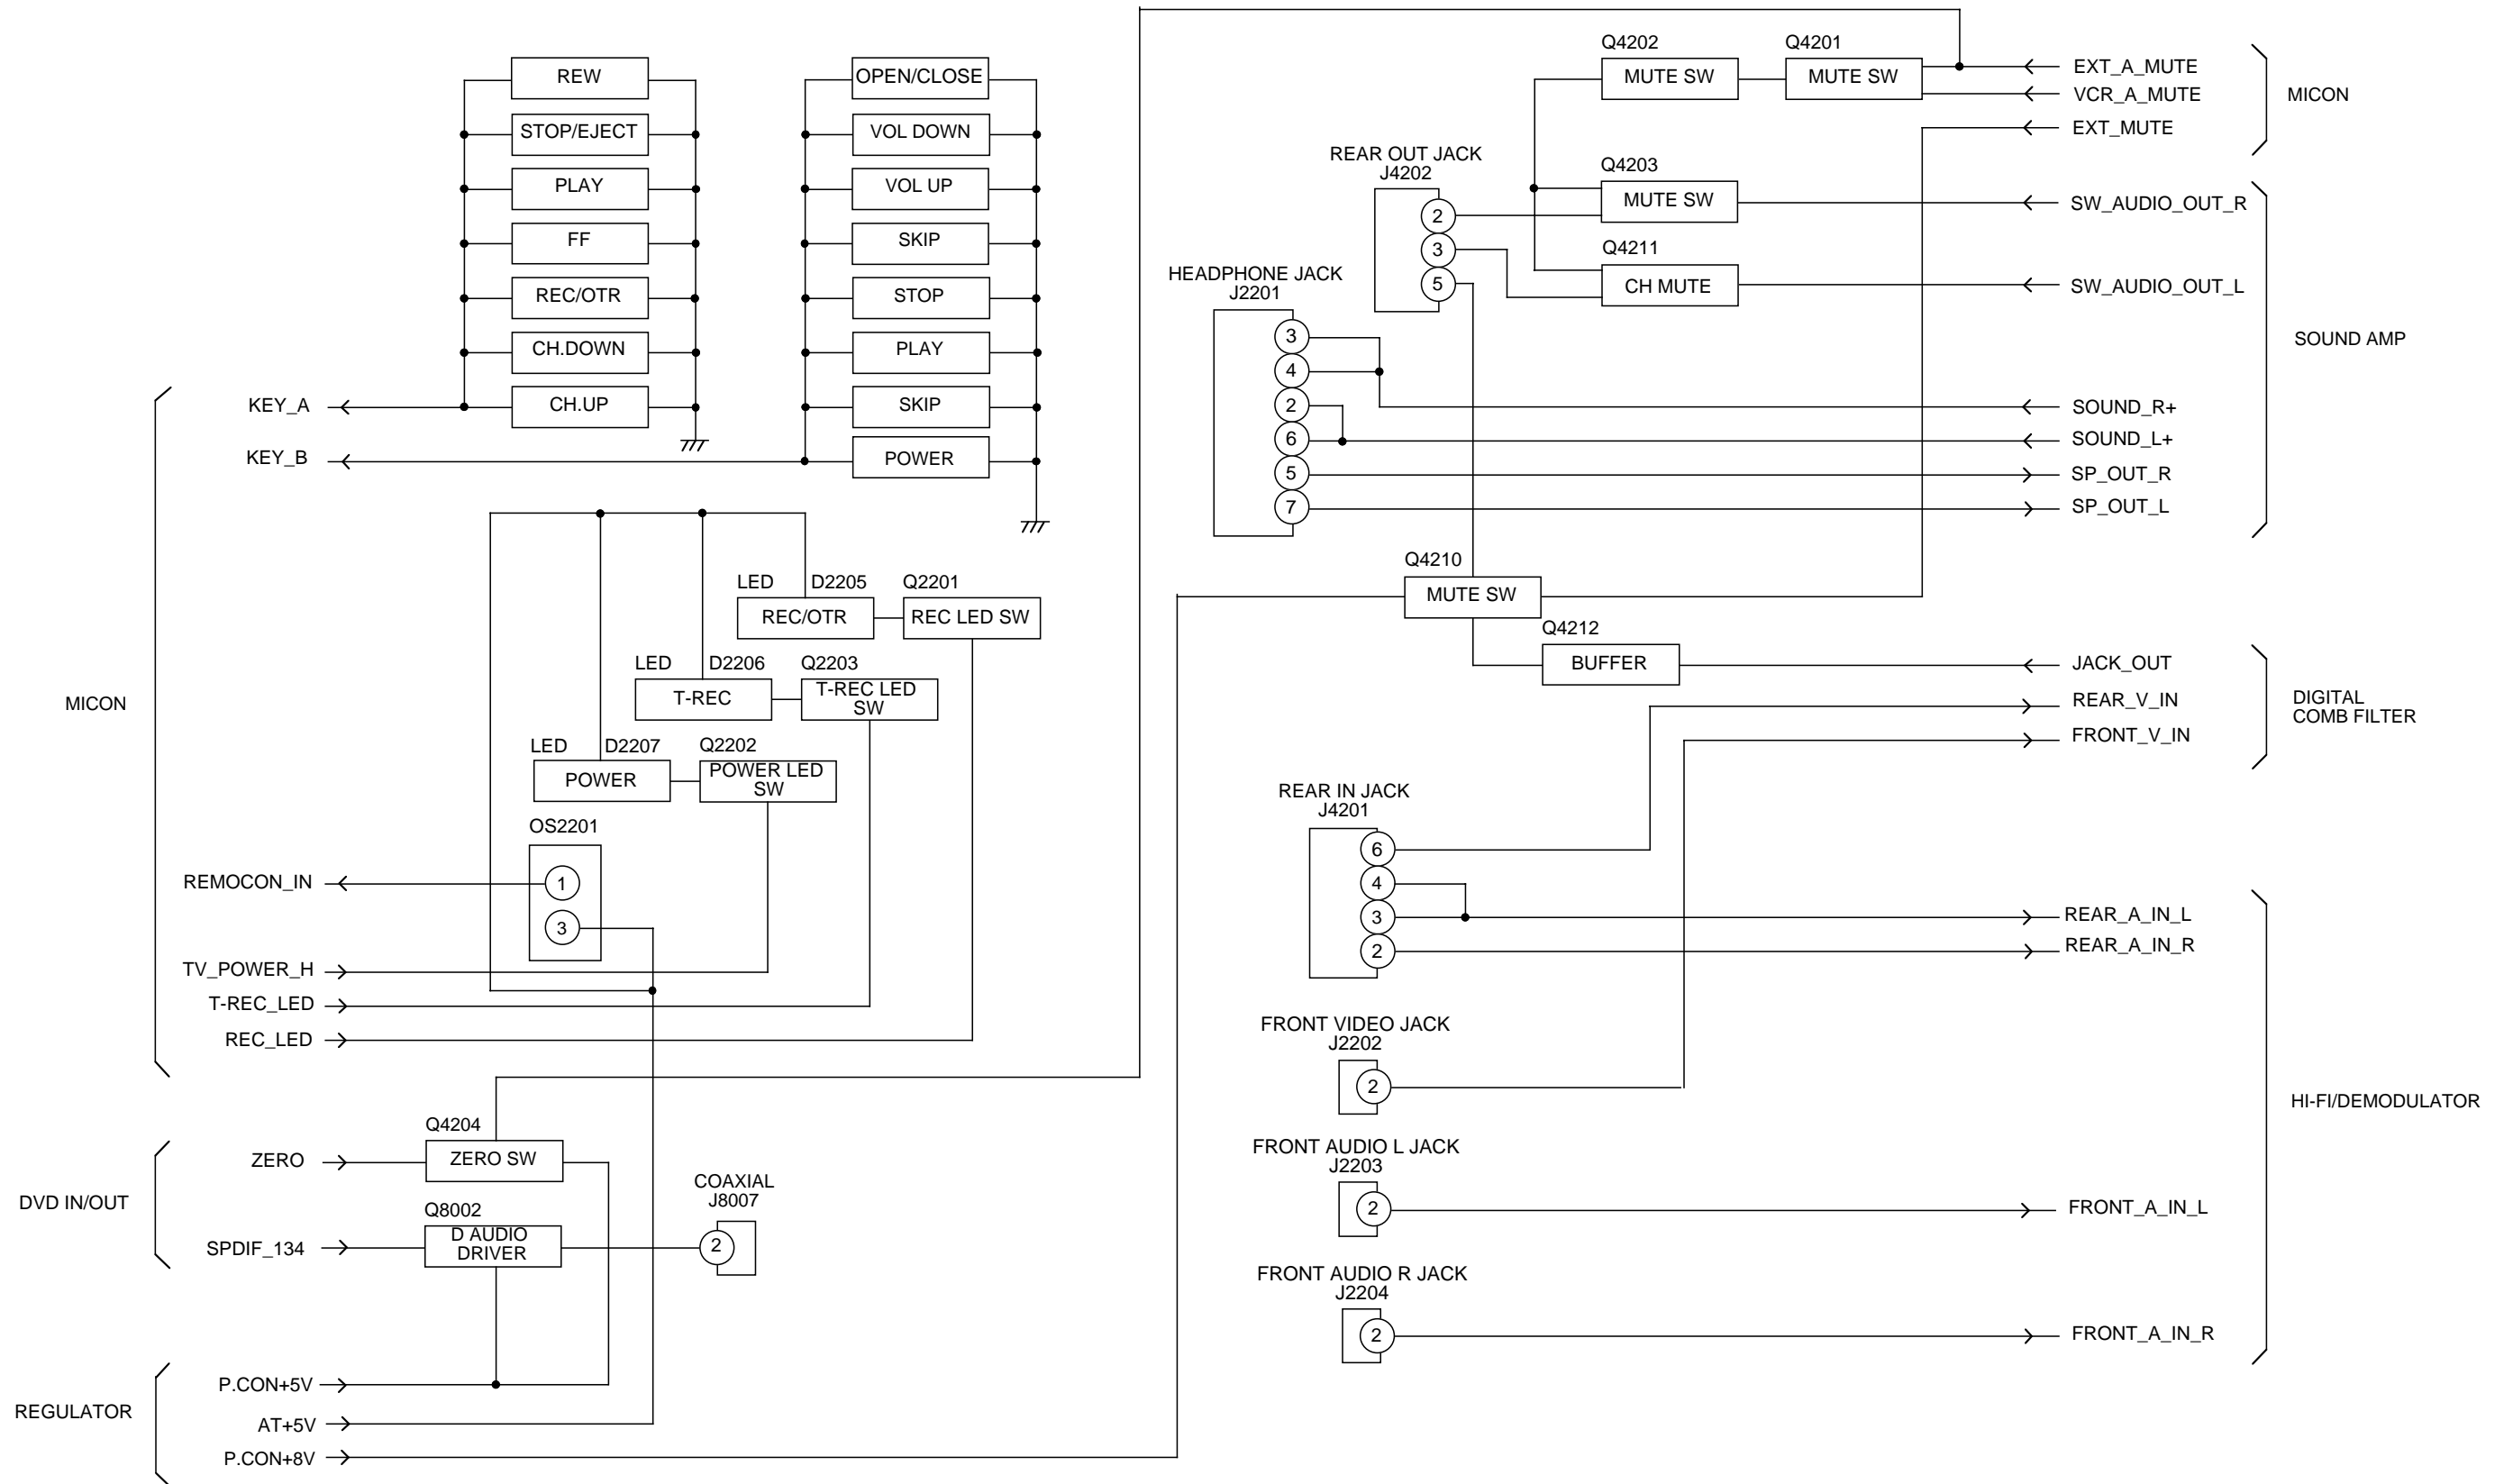 REW
STOP/EJECT
PLAY
FF
REC/OTR
CH.DOWN
CH.UP
OPEN/CLOSE
VOL DOWN
VOL UP
SKIP
STOP
PLAY
SKIP
POWER
KEY_A
KEY_B
MICON
LED D2205 Q2201
REC/OTR REC LED SW
LED D2206 Q2203
T-REC T-REC LED
SW
LED D2207 Q2202
POWER POWER LED
SW
OS2201
1
3
REMOCON_IN
TV_POWER_H
T-REC_LED
REC_LED
DVD IN/OUT
Q4204
ZERO ZERO SW
Q8002
SPDIF_134 D AUDIO
DRIVER
COAXIAL
J8007
2
REGULATOR
P.CON+5V
AT+5V
P.CON+8V
Q4202 Q4201
MUTE SW MUTE SW
EXT_A_MUTE
VCR_A_MUTE
EXT_MUTE
MICON
REAR OUT JACK
J4202
2
3
5
Q4203
MUTE SW
SW_AUDIO_OUT_R
Q4211
CH MUTE
SW_AUDIO_OUT_L
SOUND AMP
HEADPHONE JACK
J2201
3
4
2
6
5
7
SOUND_R+
SOUND_L+
SP_OUT_R
SP_OUT_L
Q4210
MUTE SW
Q4212
BUFFER
JACK_OUT
REAR_V_IN
FRONT_V_IN
DIGITAL
COMB FILTER
REAR IN JACK
J4201
6
4
3
2
REAR_A_IN_L
REAR_A_IN_R
FRONT VIDEO JACK
J2202
2
HI-FI/DEMODULATOR
FRONT AUDIO L JACK
J2203
2
FRONT_A_IN_L
FRONT AUDIO R JACK
J2204
2
FRONT_A_IN_R